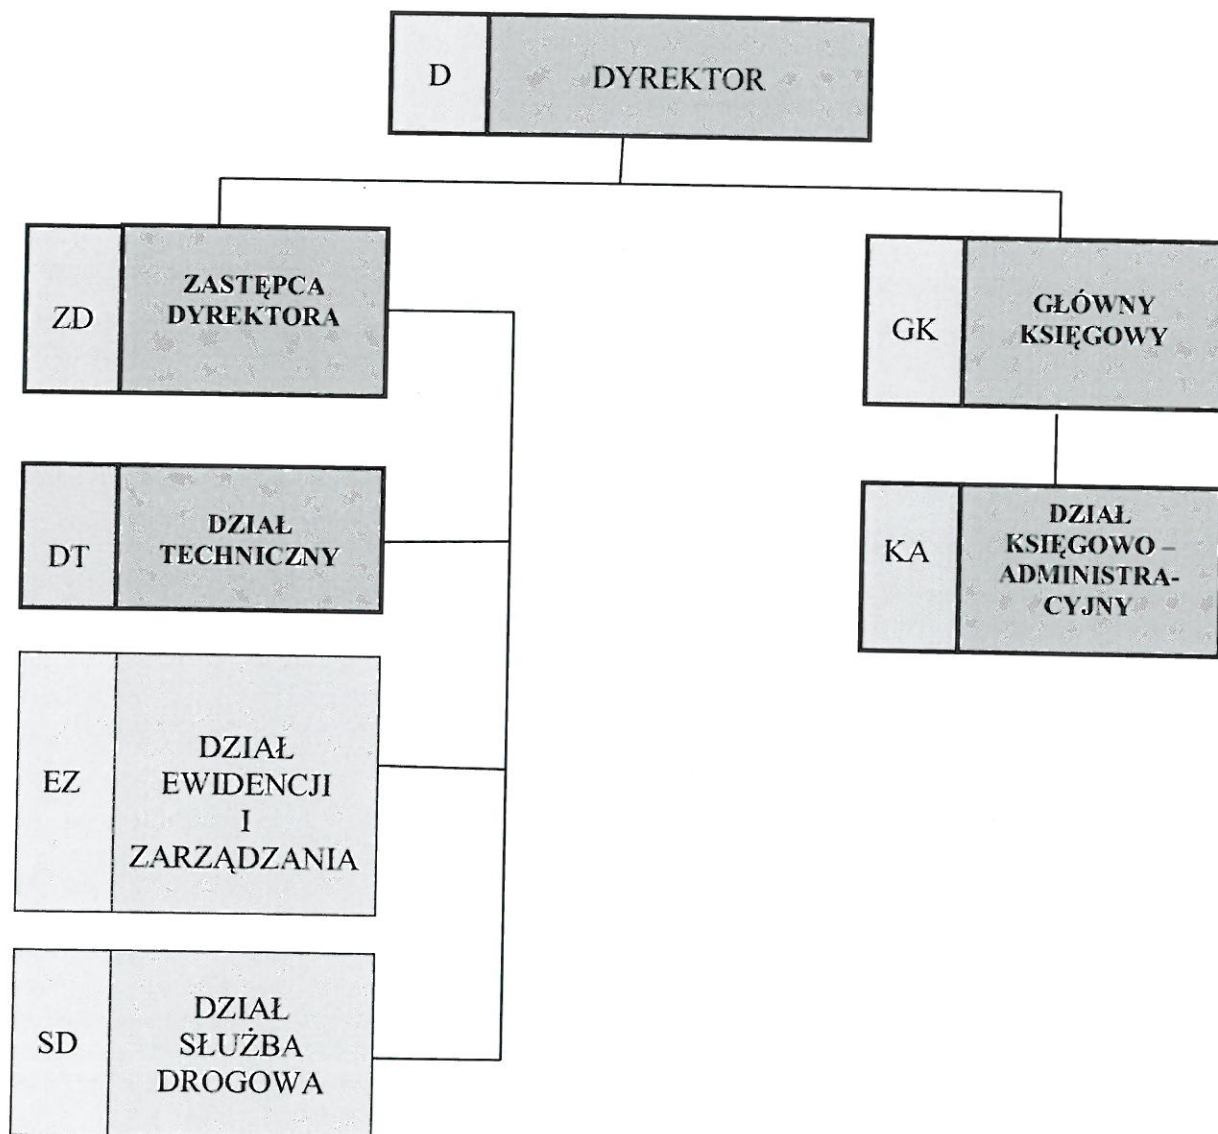 D
DYREKTOR
ZD
ZASTĘPCA
DYREKTORA
GK
GŁÓWNY
KSIĘGOWY
DT
DZIAŁ
TECHNICZNY
KA
DZIAŁ
KSIĘGOWO –
ADMINISTRA-
CYJNY
EZ
DZIAŁ
EWIDENCJI
I
ZARZĄDZANIA
SD
DZIAŁ
SŁUŻBA
DROGOWA